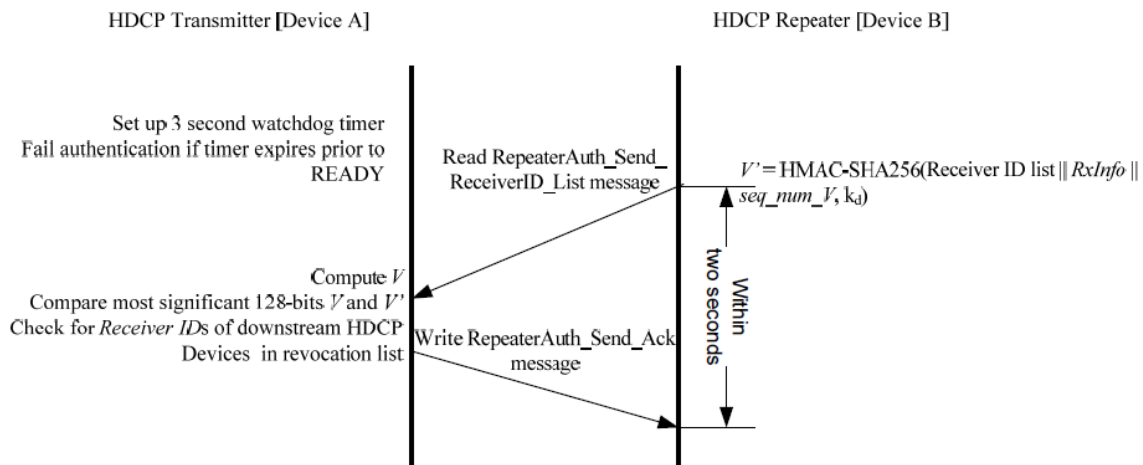 HDCP Transmitter [Device A]
HDCP Repeater [Device B]
Set up 3 second watchdog timer
Fail authentication if timer expires prior to
READY
Read RepeaterAuth_Send_
ReceiverID_List message
V’ = HMAC-SHA256(Receiver ID list || RxInfo ||
seq_num_V, kd)
Within
two seconds
Compute V
Compare most significant 128-bits V and V’
Check for Receiver IDs of downstream HDCP
Devices in revocation list
Write RepeaterAuth_Send_Ack
message